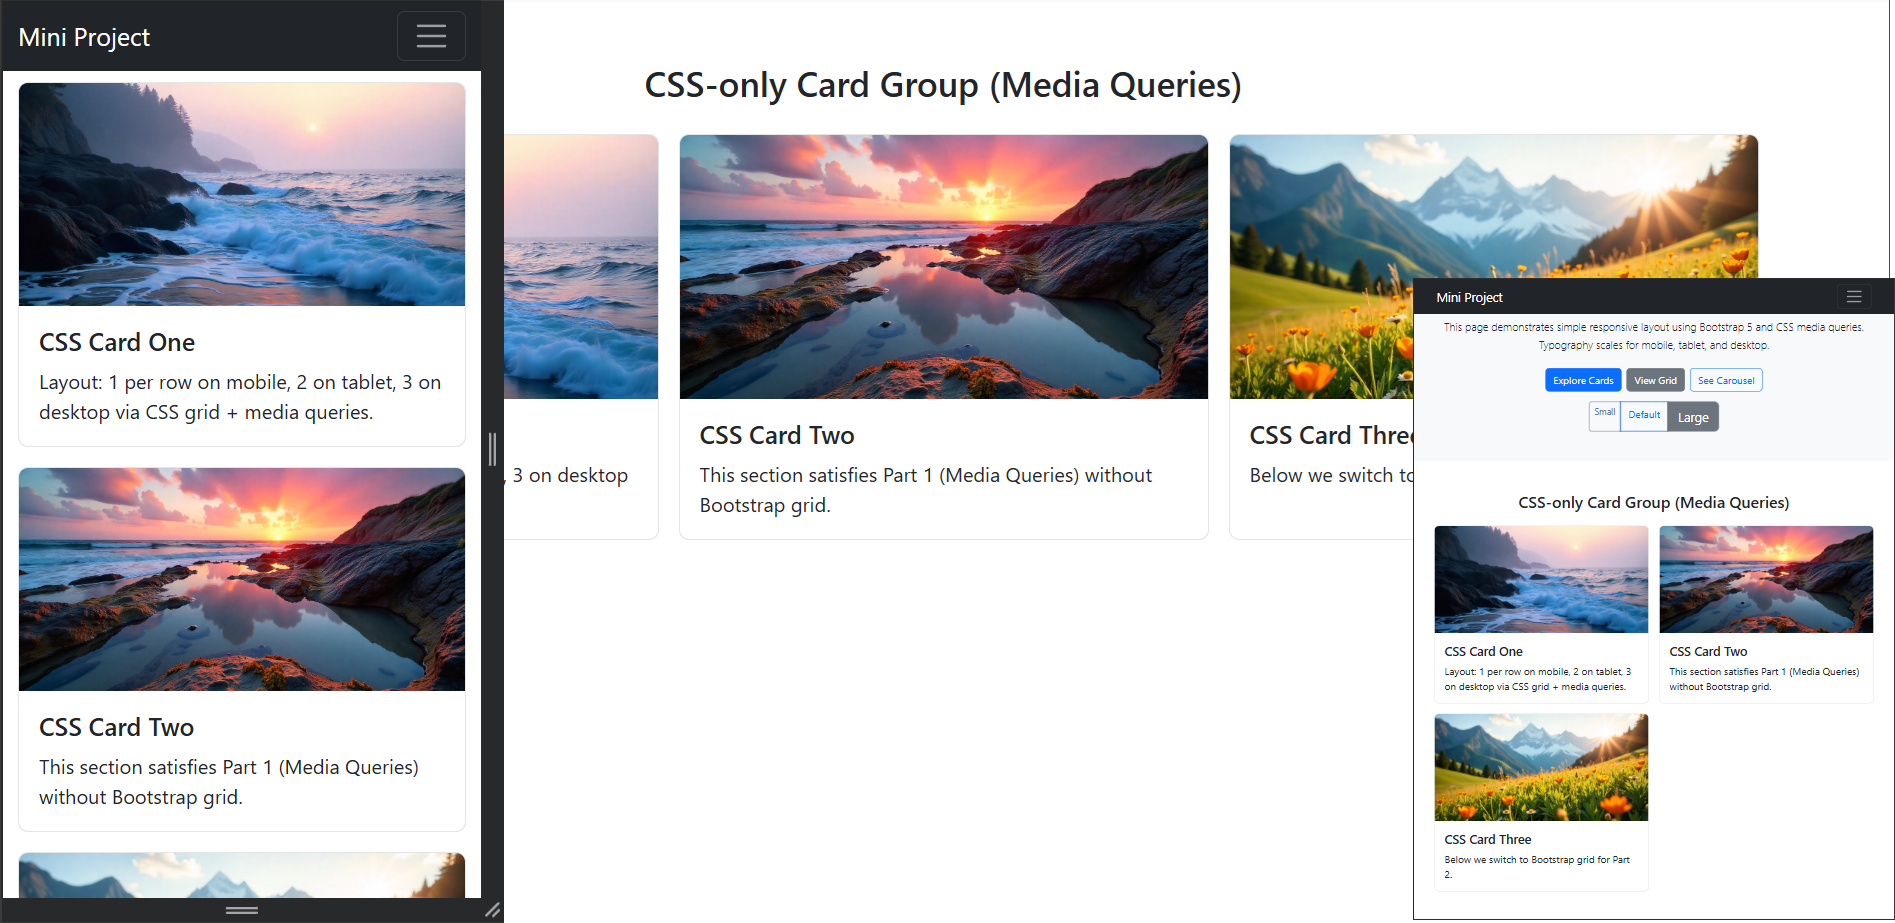 Mini Project
CSS Card One
Layout: 1 per row on mobile, 2 on tablet, 3 on
desktop via CSS grid + media queries.
CSS Card Two
This section satisfies Part 1 (Media Queries)
without Bootstrap grid.
CSS-only Card Group (Media Queries)
, 3 on desktop
CSS Card Two
This section satisfies Part 1 (Media Queries) without
Bootstrap grid.
CSS Card Three
Below we switch to
Mini Project
This page demonstrates simple responsive layout using Bootstrap 5 and CSS media queries.
Typography scales for mobile, tablet, and desktop.
Explore Cards
View Grid
See Carousel
Small
Default
Large
CSS-only Card Group (Media Queries)
CSS Card One
Layout: 1 per row on mobile, 2 on tablet, 3
on desktop via CSS grid + media queries.
CSS Card Two
This section satisfies Part 1 (Media Queries)
without Bootstrap grid.
CSS Card Three
Below we switch to Bootstrap grid for Part
2.